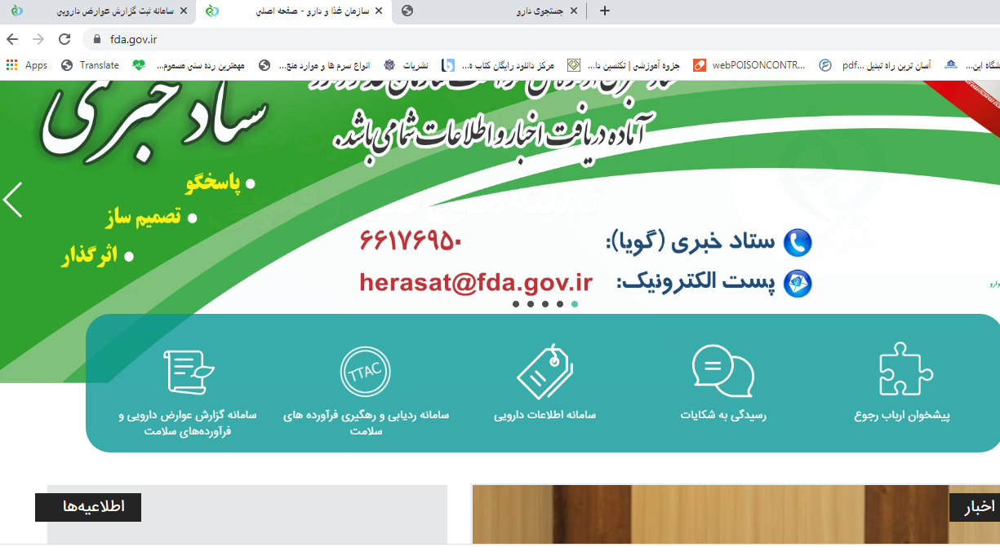 سامانه ثبت گزارش عوارض دارویی
سازمان غذا و دارو - صفحه اصلی
جستجوی دارو
fda.gov.ir
Apps
Translate
مهمترین رده سنی مسموم...
انواع سرم ها و موارد منع...
نشریات
مرکز دانلود رایگان کتاب ه...
جزوه آموزشی | تکنسین دا...
webPOISONCONTR...
آسان ترین راه تبدیل ...pdf
شگاه این...
ستاد خبری
آماده دریافت اخبار و اطلاعات شما می باشد.
پاسخگو
تصمیم ساز
اثر گذار
ستاد خبری (گویا):
۶۶۱۷۶۹۵۰
پست الکترونیک:
herasat@fda.gov.ir
پیشخوان ارباب رجوع
رسیدگی به شکایات
سامانه اطلاعات دارویی
TTAC
سامانه ردیابی و رهگیری فرآورده های
سلامت
سامانه گزارش عوارض دارویی و
فرآورده‌های سلامت
اخبار
اطلاعیه‌ها